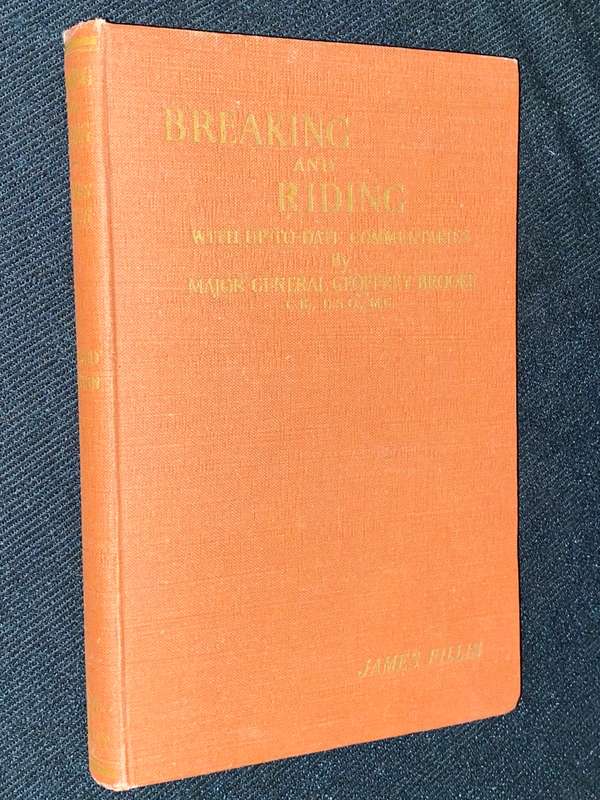 BREAKING
AND
RIDING
WITH UP-TO-DATE COMMENTARIES
By
MAJOR GENERAL GEOFFREY BROOKE
C.B., D.S.O., M.C.
JAMES FILLIS